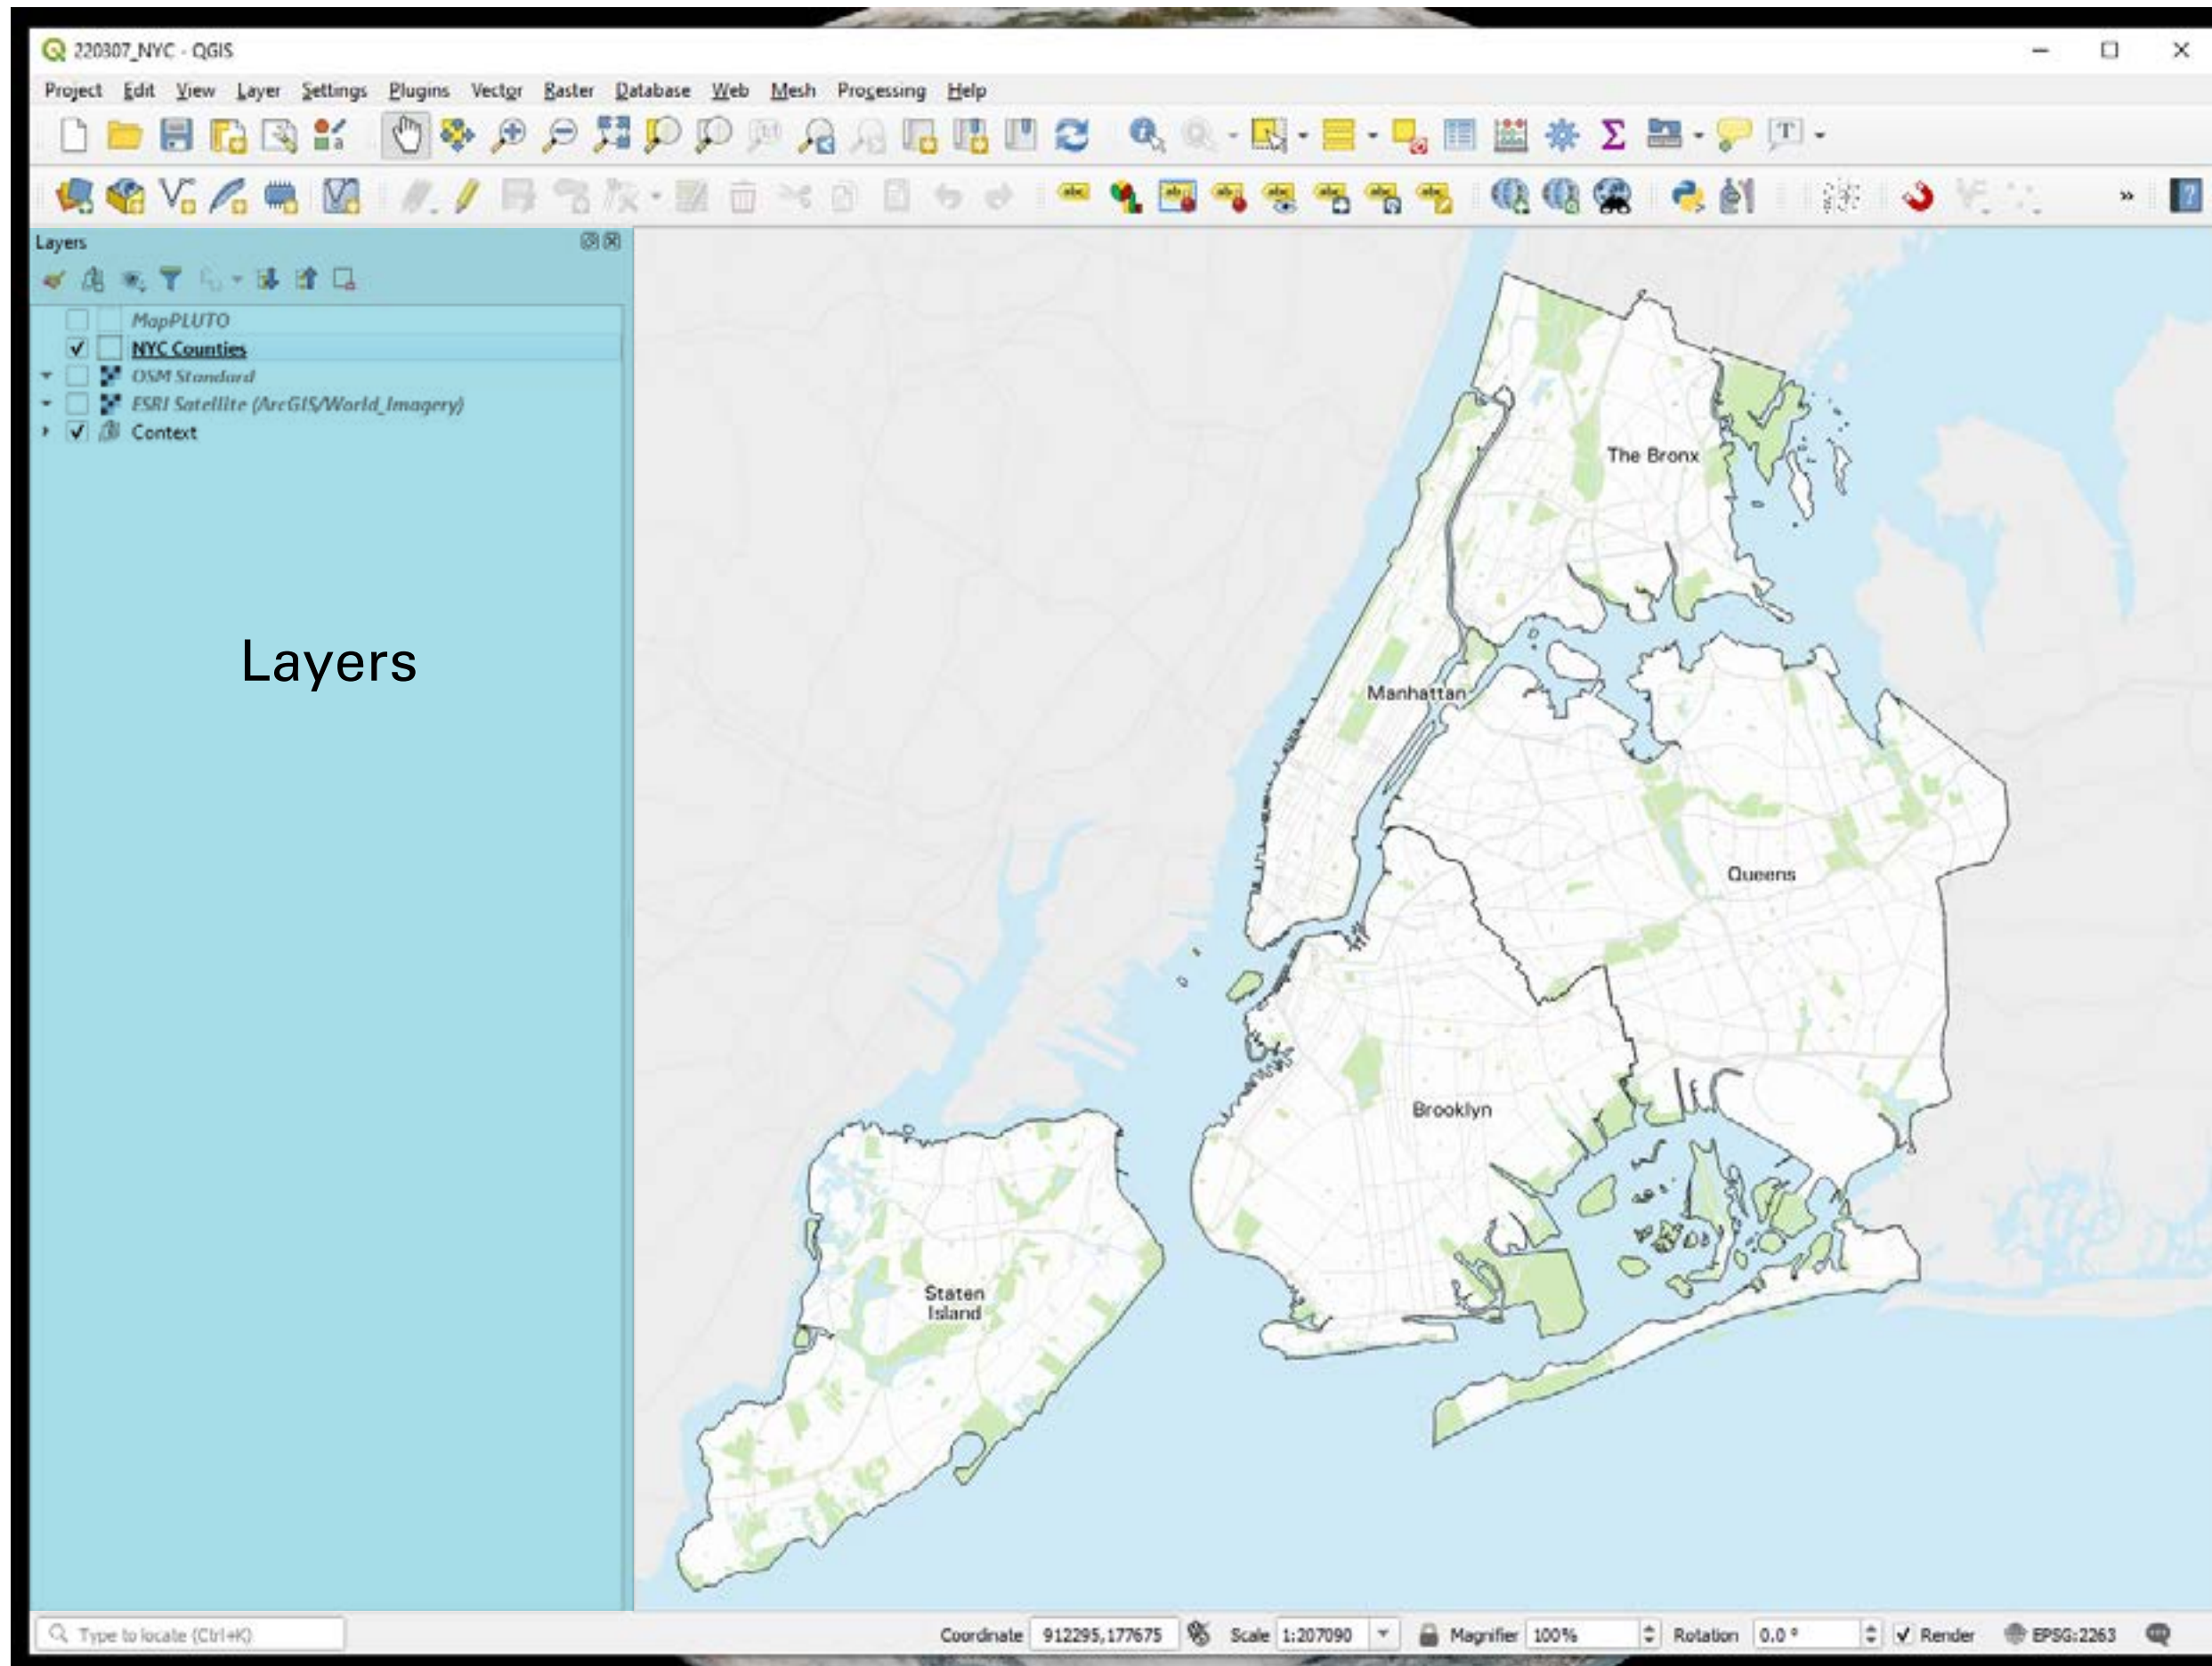 220307_NYC - QGIS
Project Edit View Layer Settings Plugins Vector Raster Database Web Mesh Processing Help
Layers
MapPLUTO
NYC Counties
OSM Standard
ESRI Satellite (ArcGIS/World_Imagery)
Context
Layers
The Bronx
Manhattan
Queens
Brooklyn
Staten
Island
Type to locate (Ctrl+K)
Coordinate 912295,177675 Scale 1:207090 Magnifier 100% Rotation 0.0 ° Render EPSG:2263